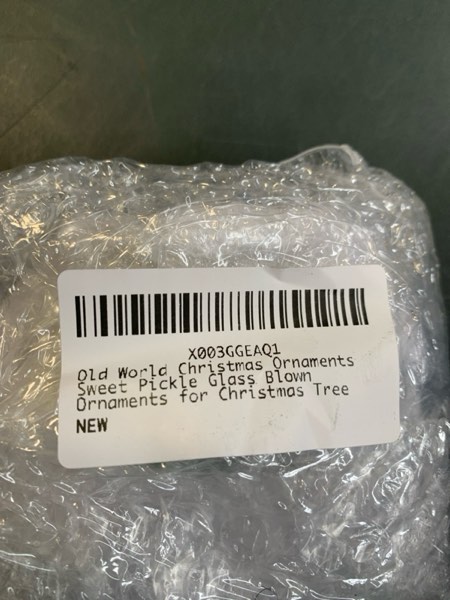 X003GGEAQ1
Old World Christmas Ornaments
Sweet Pickle Glass Blown
Ornaments for Christmas Tree
NEW